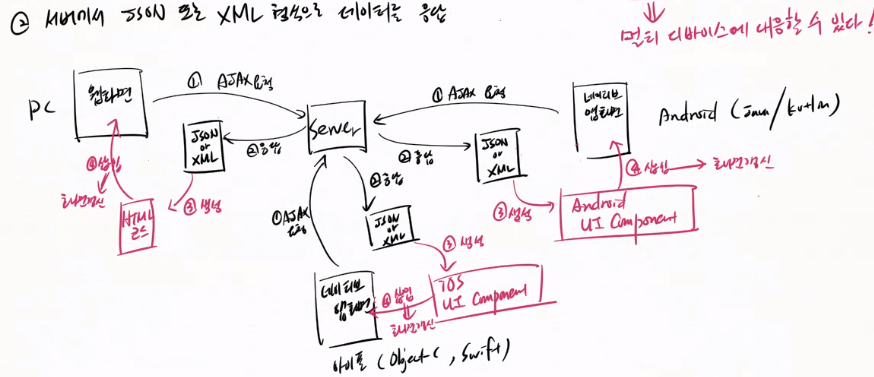 ② 서버에서 JSON 또는 XML 형식으로 데이터를 응답
⇓
멀티 디바이스에 대응할 수 있다!
PC
웹화면
① AJAX 요청
Server
② 응답
JSON
or
XML
③ 생성
HTML
코드
④ 삽입
화면갱신
① AJAX 요청
네이티브
앱화면
Android (Java/Kotlin)
② 응답
JSON
or
XML
③ 생성
Android
UI Component
④ 삽입
화면갱신
① AJAX
요청
② 응답
JSON
or
XML
③ 생성
IOS
UI Component
④ 삽입
화면갱신
네이티브
앱화면
아이폰 (Object C, Swift)